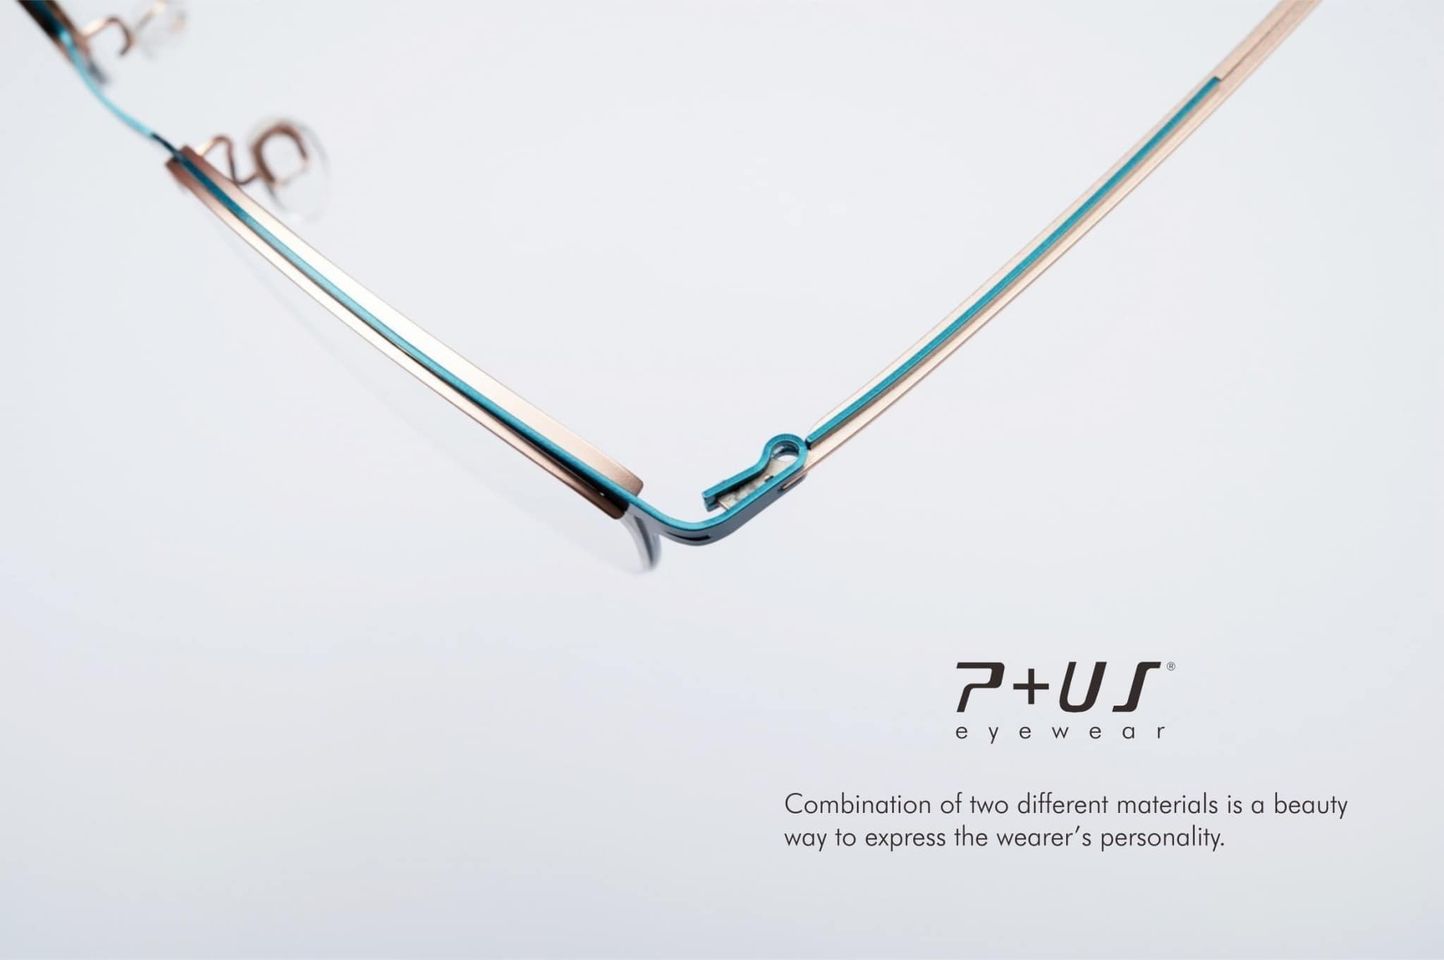 P+US®
eyewear
Combination of two different materials is a beauty
way to express the wearer’s personality.